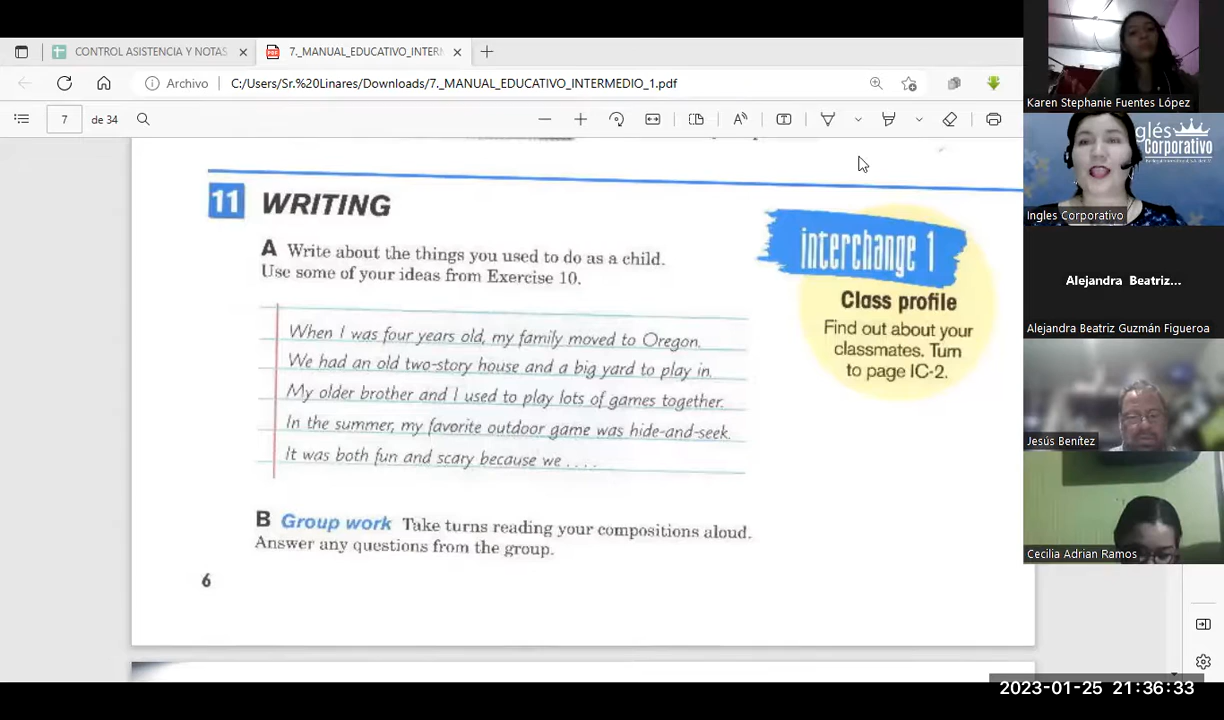 CONTROL ASISTENCIA Y NOTAS
7._MANUAL_EDUCATIVO_INTERM
Archivo
C:/Users/Sr.%20Linares/Downloads/7._MANUAL_EDUCATIVO_INTERMEDIO_1.pdf
7
de 34
11 WRITING
A Write about the things you used to do as a child.
Use some of your ideas from Exercise 10.
When I was four years old, my family moved to Oregon.
We had an old two-story house and a big yard to play in.
My older brother and I used to play lots of games together.
In the summer, my favorite outdoor game was hide-and-seek.
It was both fun and scary because we . . . .
B Group work Take turns reading your compositions aloud.
Answer any questions from the group.
6
interchange 1
Class profile
Find out about your
classmates. Turn
to page IC-2.
Karen Stephanie Fuentes López
glés
Corporativo
Ingles Corporativo
Alejandra Beatriz...
Alejandra Beatriz Guzmán Figueroa
Jesús Benítez
Cecilia Adrian Ramos
2023-01-25 21:36:33